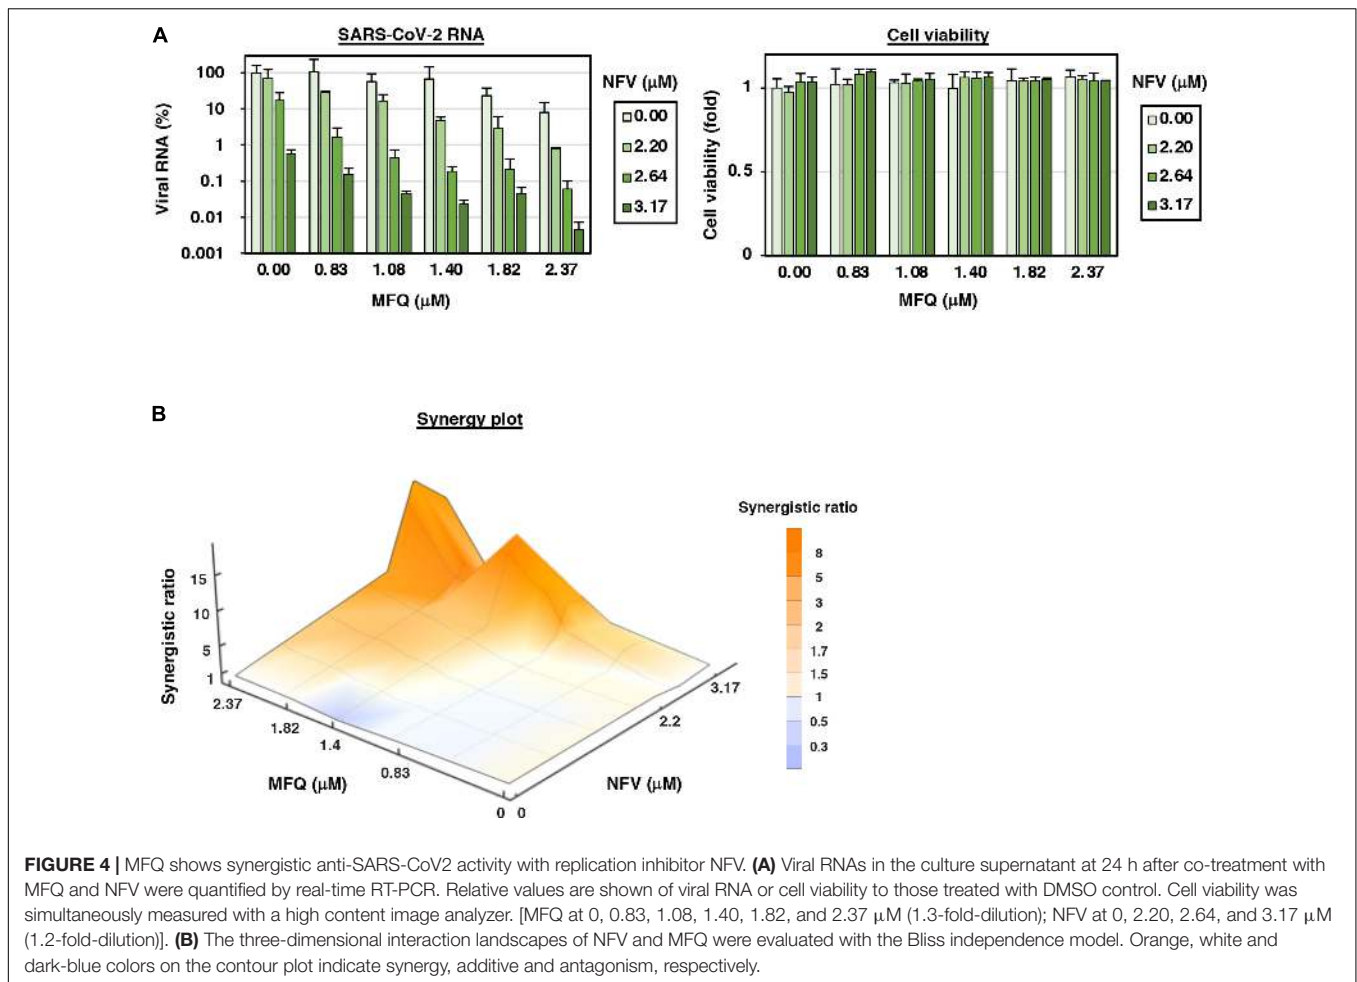 A
SARS-CoV-2 RNA
Viral RNA (%)
100
10
1
0.1
0.01
0.001
0.00 0.83 1.08 1.40 1.82 2.37
MFQ (μM)
NFV (μM)
0.00
2.20
2.64
3.17
Cell viability
Cell viability (fold)
1
0.5
0
0.00 0.83 1.08 1.40 1.82 2.37
MFQ (μM)
NFV (μM)
0.00
2.20
2.64
3.17
B
Synergy plot
Synergistic ratio
15
10
5
1
2.37
1.82
1.4
0.83
0
MFQ (μM)
0
2.2
3.17
NFV (μM)
Synergistic ratio
8
5
3
2
1.7
1.5
1
0.5
0.3
FIGURE 4 | MFQ shows synergistic anti-SARS-CoV2 activity with replication inhibitor NFV. (A) Viral RNAs in the culture supernatant at 24 h after co-treatment with
MFQ and NFV were quantified by real-time RT-PCR. Relative values are shown of viral RNA or cell viability to those treated with DMSO control. Cell viability was
simultaneously measured with a high content image analyzer. [MFQ at 0, 0.83, 1.08, 1.40, 1.82, and 2.37 μM (1.3-fold-dilution); NFV at 0, 2.20, 2.64, and 3.17 μM
(1.2-fold-dilution)]. (B) The three-dimensional interaction landscapes of NFV and MFQ were evaluated with the Bliss independence model. Orange, white and
dark-blue colors on the contour plot indicate synergy, additive and antagonism, respectively.